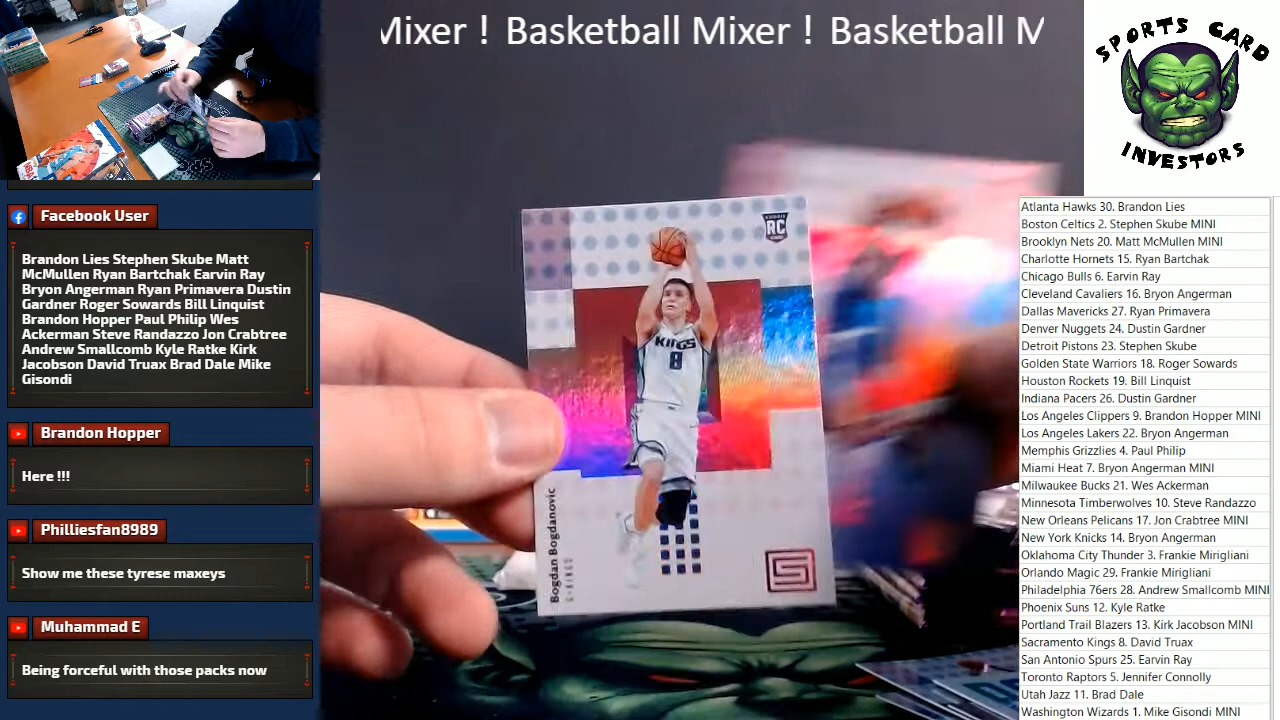 Mixer ! Basketball Mixer ! Basketball M
SPORTS CARD
INVESTORS
Facebook User
Brandon Lies Stephen Skube Matt
McMullen Ryan Bartchak Earvin Ray
Bryon Angerman Ryan Primavera Dustin
Gardner Roger Sowards Bill Linquist
Brandon Hopper Paul Philip Wes
Ackerman Steve Randazzo Jon Crabtree
Andrew Smallcomb Kyle Ratke Kirk
Jacobson David Truax Brad Dale Mike
Gisondi
Brandon Hopper
Here !!!
Philliesfan8989
Show me these tyrese maxeys
Muhammad E
Being forceful with those packs now
RC
KINGS
8
Bogdan Bogdanovic
G•KINGS
Atlanta Hawks 30. Brandon Lies
Boston Celtics 2. Stephen Skube MINI
Brooklyn Nets 20. Matt McMullen MINI
Charlotte Hornets 15. Ryan Bartchak
Chicago Bulls 6. Earvin Ray
Cleveland Cavaliers 16. Bryon Angerman
Dallas Mavericks 27. Ryan Primavera
Denver Nuggets 24. Dustin Gardner
Detroit Pistons 23. Stephen Skube
Golden State Warriors 18. Roger Sowards
Houston Rockets 19. Bill Linquist
Indiana Pacers 26. Dustin Gardner
Los Angeles Clippers 9. Brandon Hopper MINI
Los Angeles Lakers 22. Bryon Angerman
Memphis Grizzlies 4. Paul Philip
Miami Heat 7. Bryon Angerman MINI
Milwaukee Bucks 21. Wes Ackerman
Minnesota Timberwolves 10. Steve Randazzo
New Orleans Pelicans 17. Jon Crabtree MINI
New York Knicks 14. Bryon Angerman
Oklahoma City Thunder 3. Frankie Mirigliani
Orlando Magic 29. Frankie Mirigliani
Philadelphia 76ers 28. Andrew Smallcomb MINI
Phoenix Suns 12. Kyle Ratke
Portland Trail Blazers 13. Kirk Jacobson MINI
Sacramento Kings 8. David Truax
San Antonio Spurs 25. Earvin Ray
Toronto Raptors 5. Jennifer Connolly
Utah Jazz 11. Brad Dale
Washington Wizards 1. Mike Gisondi MINI